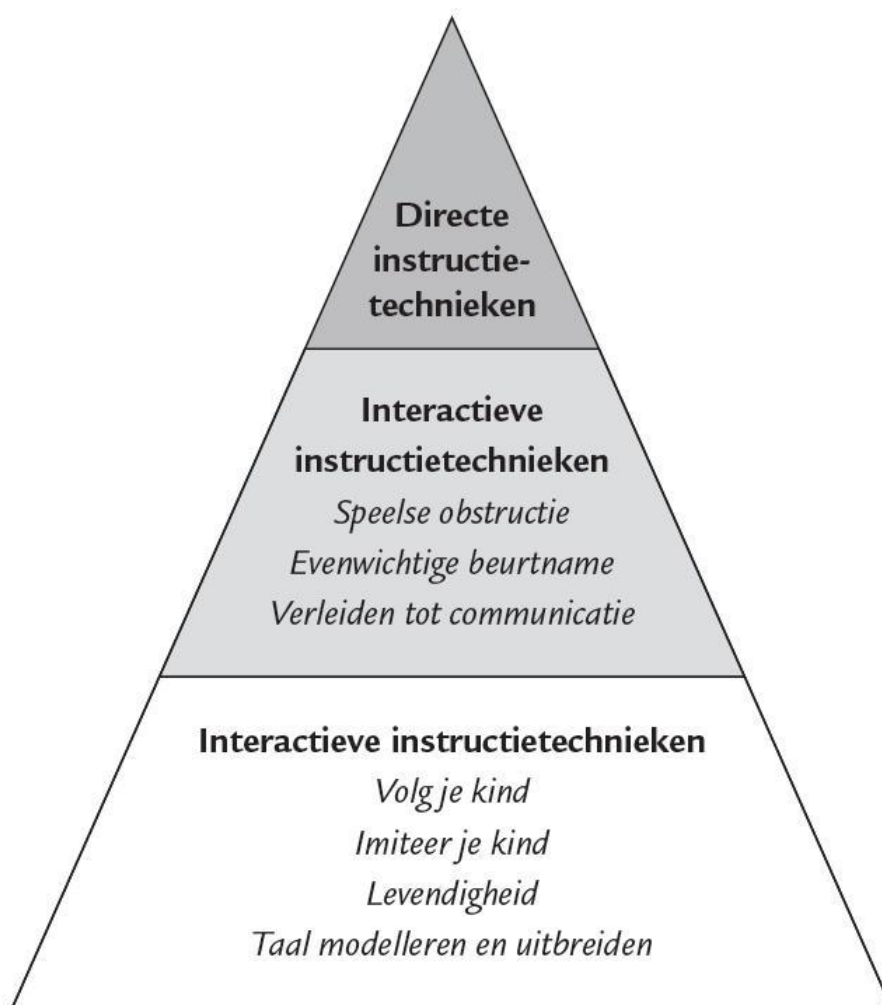 Directe
instructie-
technieken
Interactieve
instructietechnieken
Speelse obstructie
Evenwichtige beurtname
Verleiden tot communicatie
Interactieve instructietechnieken
Volg je kind
Imiteer je kind
Levendigheid
Taal modelleren en uitbreiden